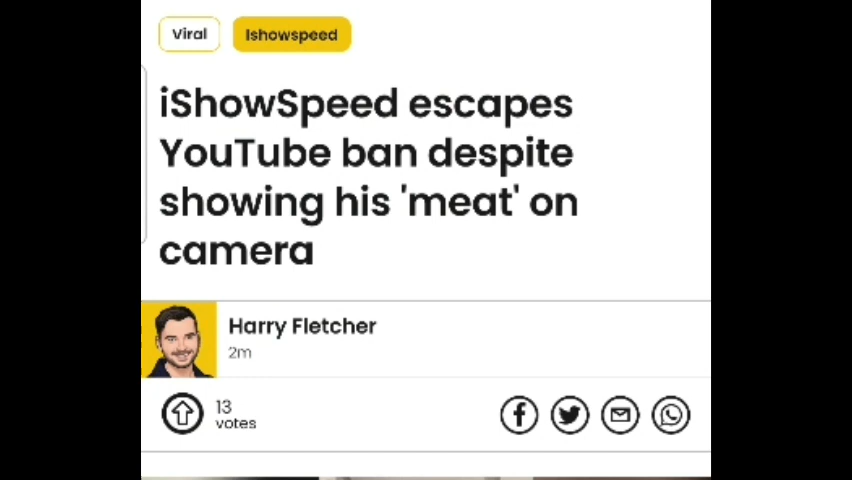 Viral
Ishowspeed
iShowSpeed escapes
YouTube ban despite
showing his 'meat' on
camera
Harry Fletcher
2m
13
votes